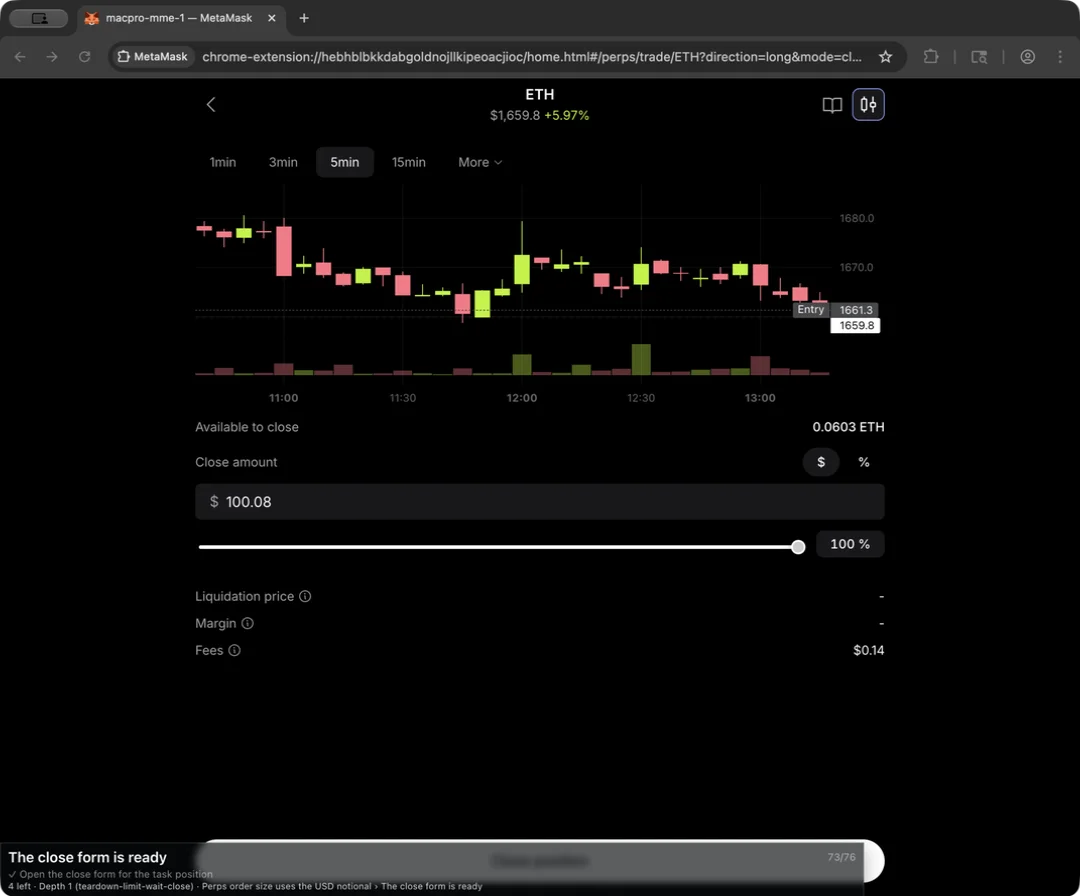 macpro-mme-1 — MetaMask
MetaMask
chrome-extension://hebhblbkkdabgoldnojllkipeoacjioc/home.html#/perps/trade/ETH?direction=long&mode=cl...
ETH
$1,659.8 +5.97%
1min 3min 5min 15min More
1680.0
1670.0
Entry 1661.3
1659.8
11:00 11:30 12:00 12:30 13:00
Available to close 0.0603 ETH
Close amount $ %
$ 100.08
100 %
Liquidation price -
Margin -
Fees $0.14
The close form is ready 73/76
✓ Open the close form for the task position
4 left · Depth 1 (teardown-limit-wait-close) · Perps order size uses the USD notional › The close form is ready